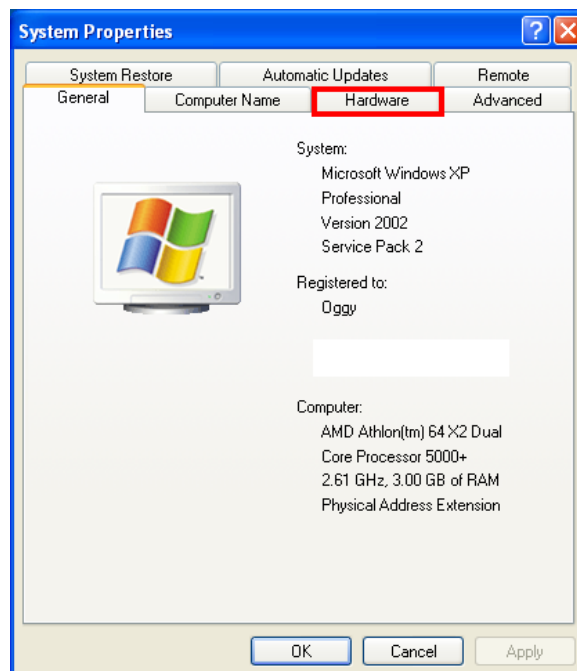 System Properties
System Restore Automatic Updates Remote
General Computer Name Hardware Advanced
System:
Microsoft Windows XP
Professional
Version 2002
Service Pack 2
Registered to:
Oggy
Computer:
AMD Athlon(tm) 64 X2 Dual
Core Processor 5000+
2.61 GHz, 3.00 GB of RAM
Physical Address Extension
OK Cancel Apply